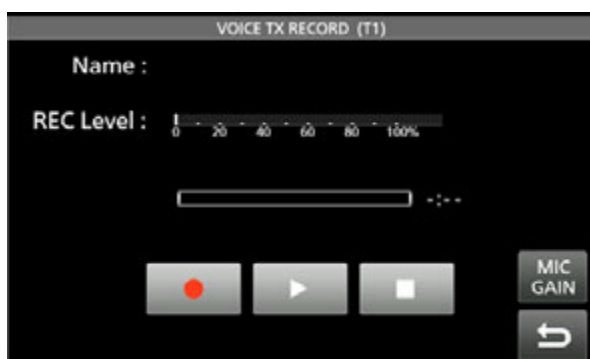 VOICE TX RECORD (T1)
Name :
REC Level :
0 20 40 60 80 100%
-:--
MIC
GAIN